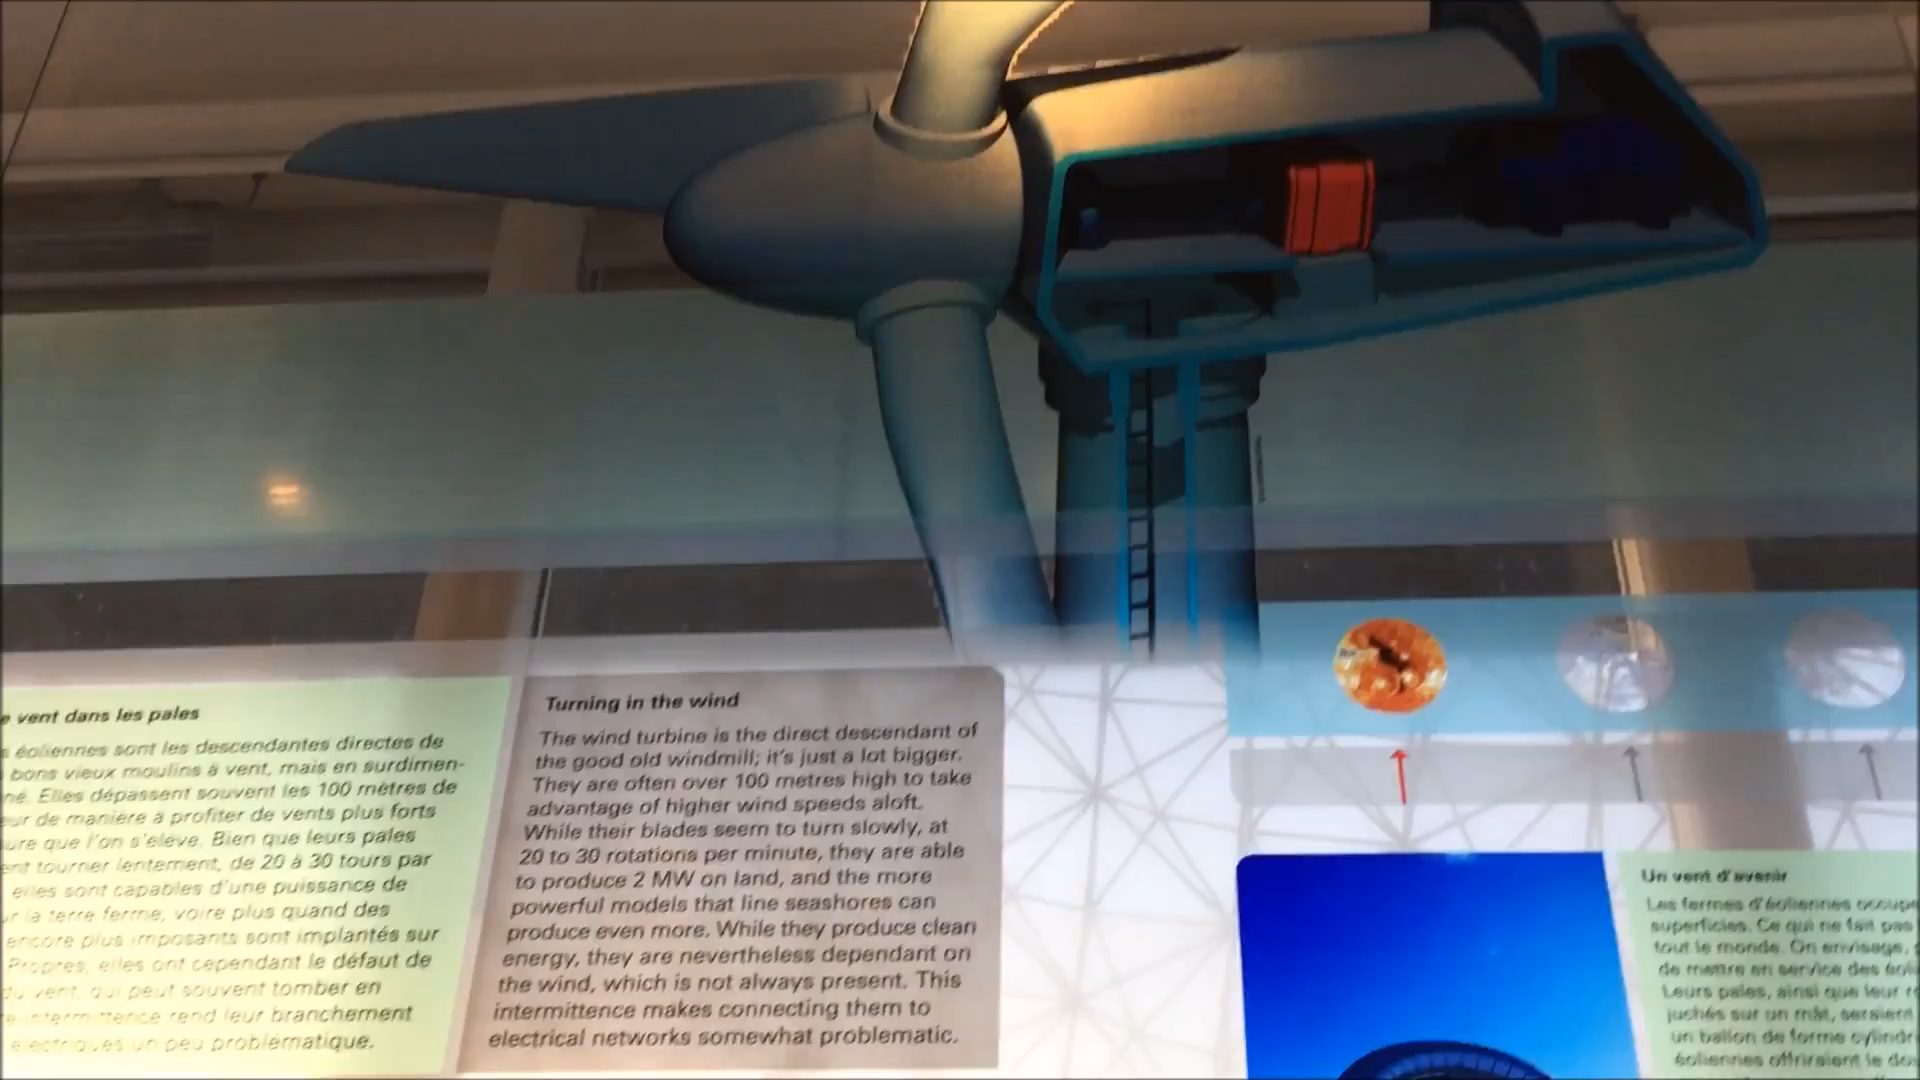 vent dans les pales
éoliennes sont les descendantes directes de
bons vieux moulins à vent, mais en surdimen-
né. Elles dépassent souvent les 100 mètres de
ur de manière à profiter de vents plus forts
ure que l'on s'élève. Bien que leurs pales
ent tourner lentement, de 20 à 30 tours par
elles sont capables d'une puissance de
r la terre ferme, voire plus quand des
encore plus imposants sont implantés sur
Propres, elles ont cependant le défaut de
du vent, qui peut souvent tomber en
intermittence rend leur branchement
électriques un peu problématique.
Turning in the wind
The wind turbine is the direct descendant of
the good old windmill; it's just a lot bigger.
They are often over 100 metres high to take
advantage of higher wind speeds aloft.
While their blades seem to turn slowly, at
20 to 30 rotations per minute, they are able
to produce 2 MW on land, and the more
powerful models that line seashores can
produce even more. While they produce clean
energy, they are nevertheless dependant on
the wind, which is not always present. This
intermittence makes connecting them to
electrical networks somewhat problematic.
Un vent d'avenir
Les fermes d'éoliennes occupe
superficies. Ce qui ne fait pas
tout le monde. On envisage,
de mettre en service des éoli
Leurs pales, ainsi que leur r
juchés sur un mât, seraient
un ballon de forme cylindr
éoliennes offriraient le do